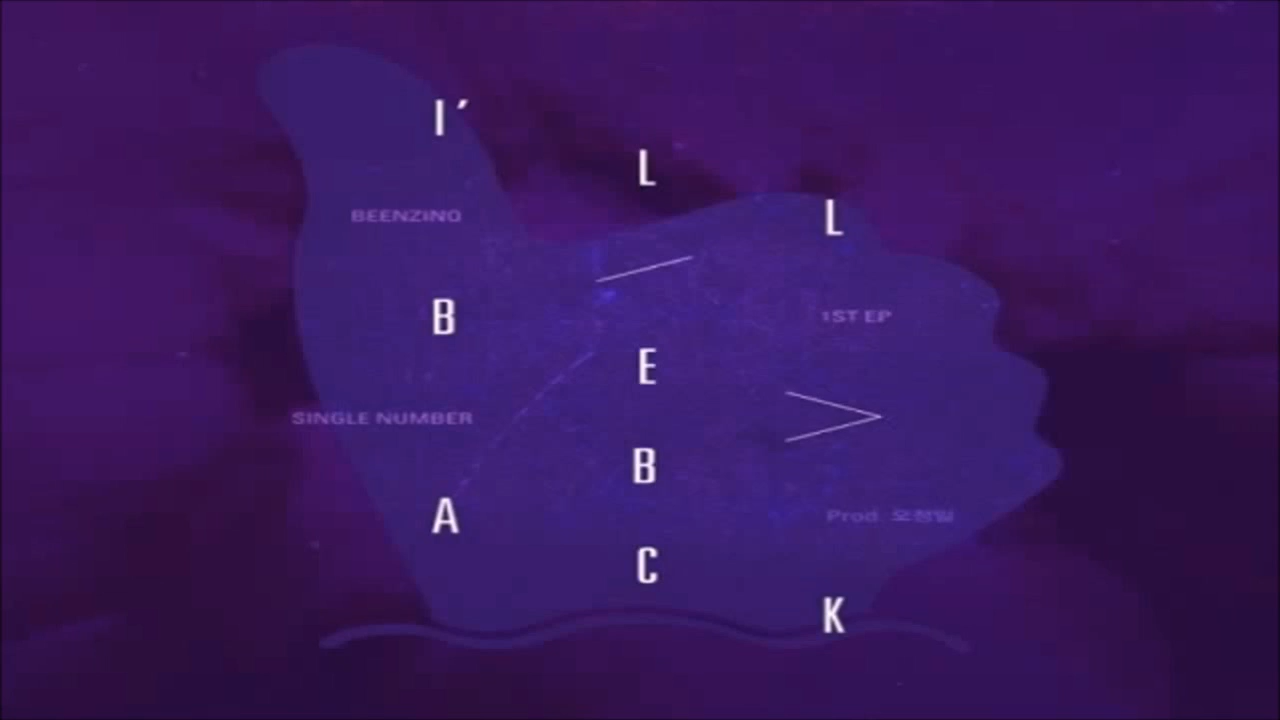 I´
L
L
BEENZINO
B
1ST EP
E
SINGLE NUMBER
B
A
Prod.
C
K